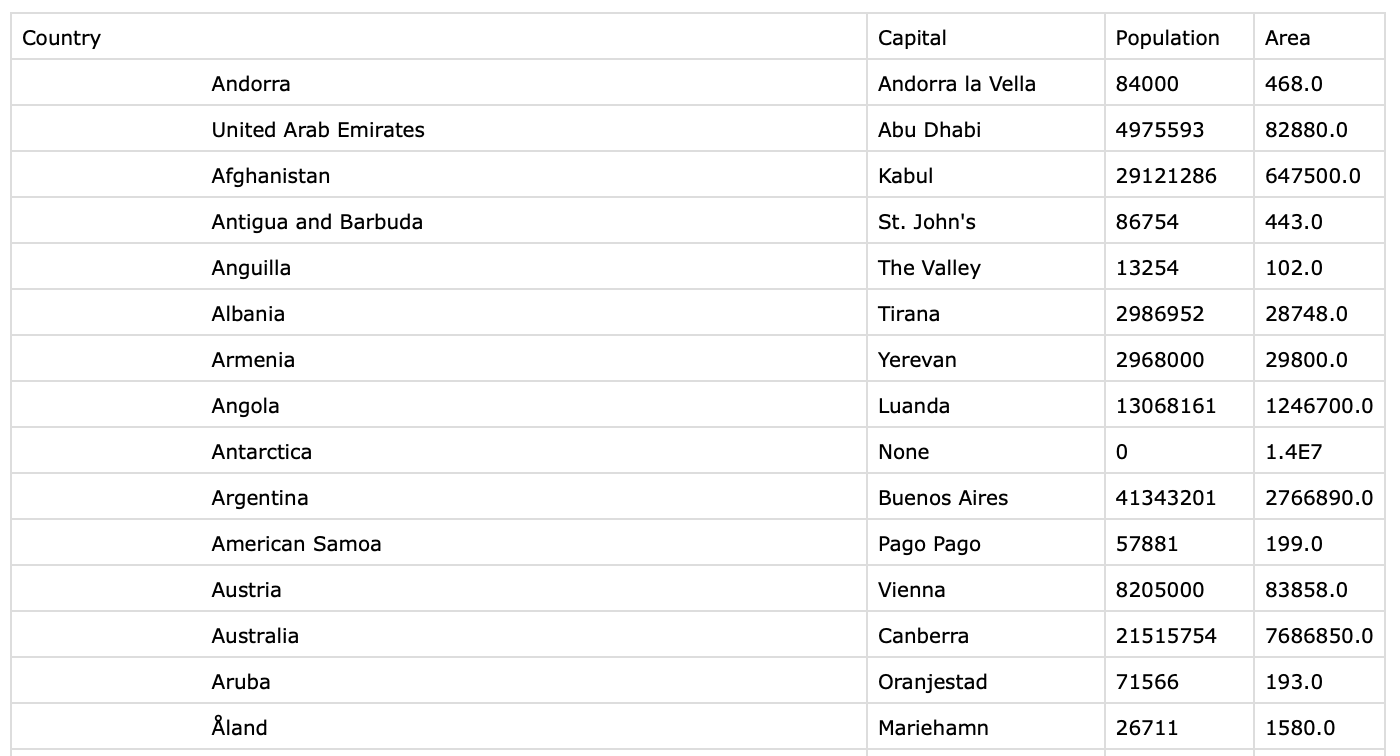 Country Capital Population Area
Andorra Andorra la Vella 84000 468.0
United Arab Emirates Abu Dhabi 4975593 82880.0
Afghanistan Kabul 29121286 647500.0
Antigua and Barbuda St. John's 86754 443.0
Anguilla The Valley 13254 102.0
Albania Tirana 2986952 28748.0
Armenia Yerevan 2968000 29800.0
Angola Luanda 13068161 1246700.0
Antarctica None 0 1.4E7
Argentina Buenos Aires 41343201 2766890.0
American Samoa Pago Pago 57881 199.0
Austria Vienna 8205000 83858.0
Australia Canberra 21515754 7686850.0
Aruba Oranjestad 71566 193.0
Åland Mariehamn 26711 1580.0